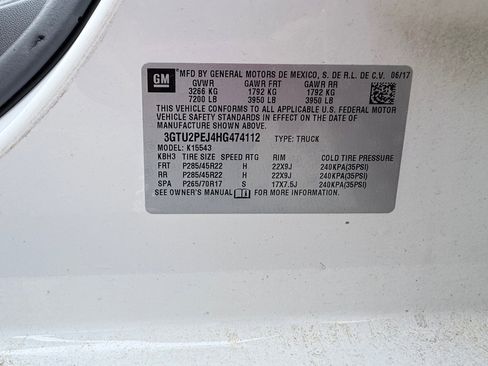 GM
MFD BY GENERAL MOTORS DE MEXICO, S. DE R.L. DE C.V. 06/17
GVWR GAWR FRT GAWR RR
3266 KG 1792 KG 1792 KG
7200 LB 3950 LB 3950 LB
THIS VEHICLE CONFORMS TO ALL APPLICABLE U.S. FEDERAL MOTOR
VEHICLE SAFETY STANDARDS IN EFFECT ON THE DATE OF
MANUFACTURE SHOWN ABOVE.
3GTU2PEJ4HG474112 TYPE: TRUCK
MODEL: K15543
KBH3 TIRE SIZE SPEED RTG RIM COLD TIRE PRESSURE
FRT P285/45R22 H 22X9J 240KPA(35PSI)
RR P285/45R22 H 22X9J 240KPA(35PSI)
SPA P265/70R17 S 17X7.5J 240KPA(35PSI)
SEE OWNER'S MANUAL FOR MORE INFORMATION.